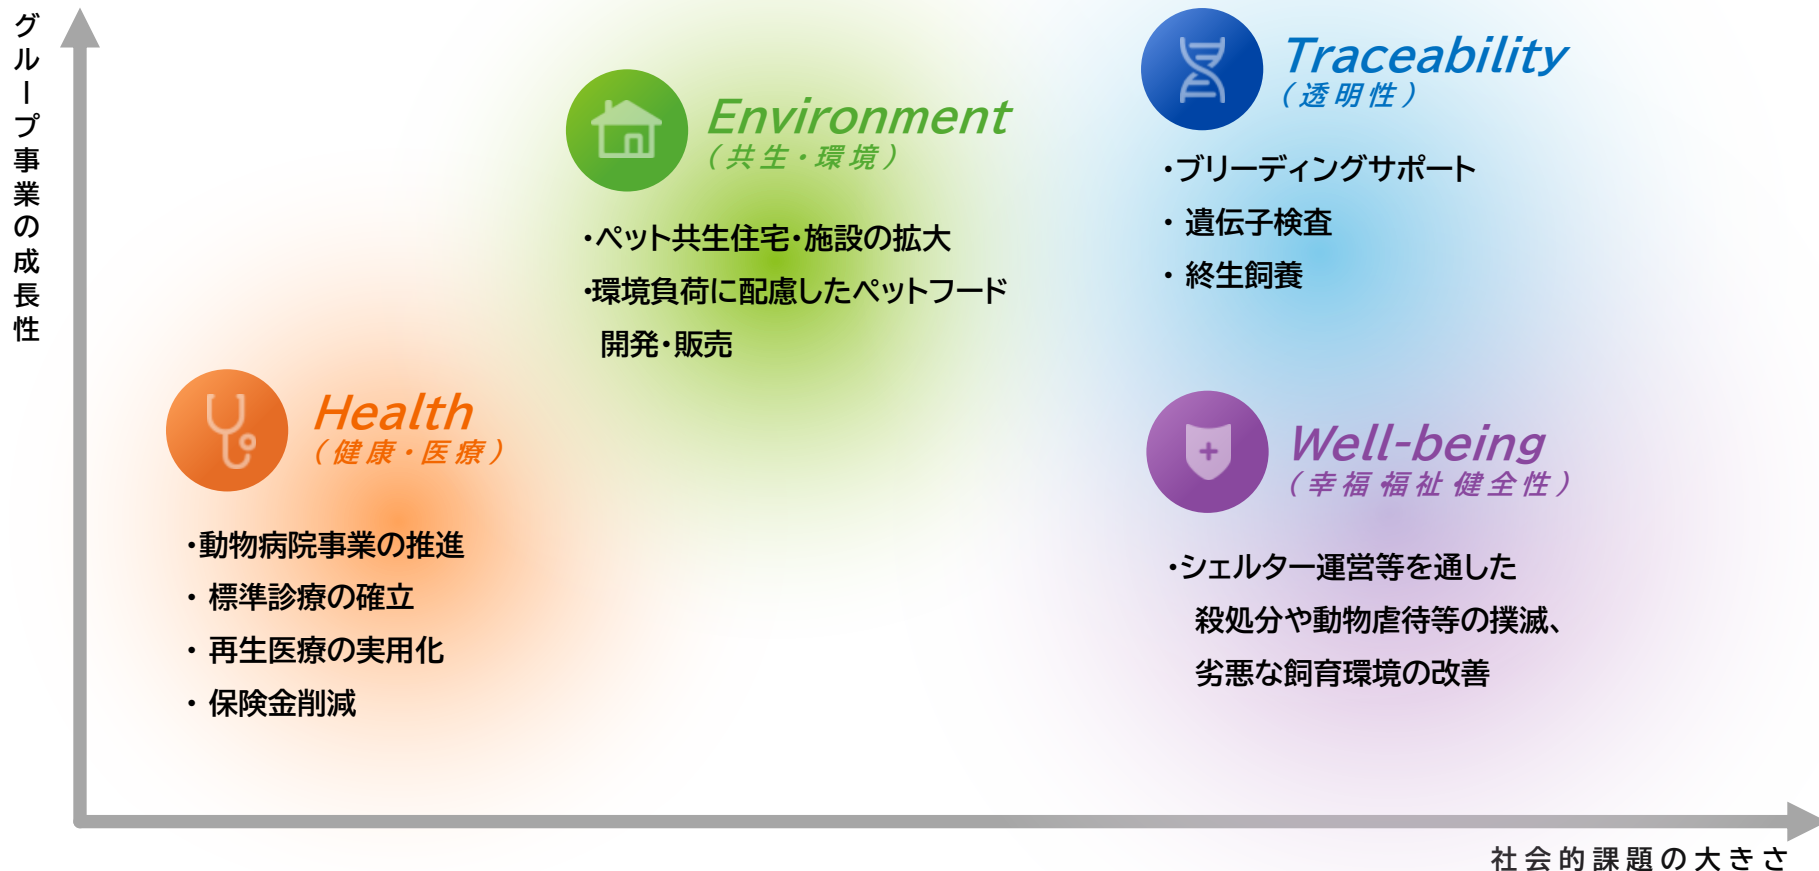 グループ事業の成長性
Environment
（共生・環境）
・ペット共生住宅・施設の拡大
・環境負荷に配慮したペットフード
開発・販売
Traceability
（透明性）
・ブリーディングサポート
・ 遺伝子検査
・ 終生飼養
Health
（健康・医療）
・動物病院事業の推進
・ 標準診療の確立
・ 再生医療の実用化
・ 保険金削減
Well-being
（幸福・福祉・健全性）
・シェルター運営等を通した
殺処分や動物虐待等の撲滅、
劣悪な飼育環境の改善
社会的課題の大きさ